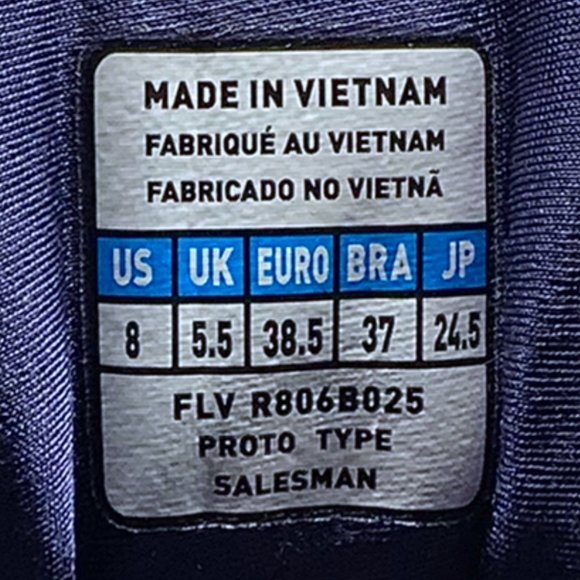 MADE IN VIETNAM
FABRIQUÉ AU VIETNAM
FABRICADO NO VIETNÃ
US UK EURO BRA JP
8 5.5 38.5 37 24.5
FLV R806B025
PROTO TYPE
SALESMAN